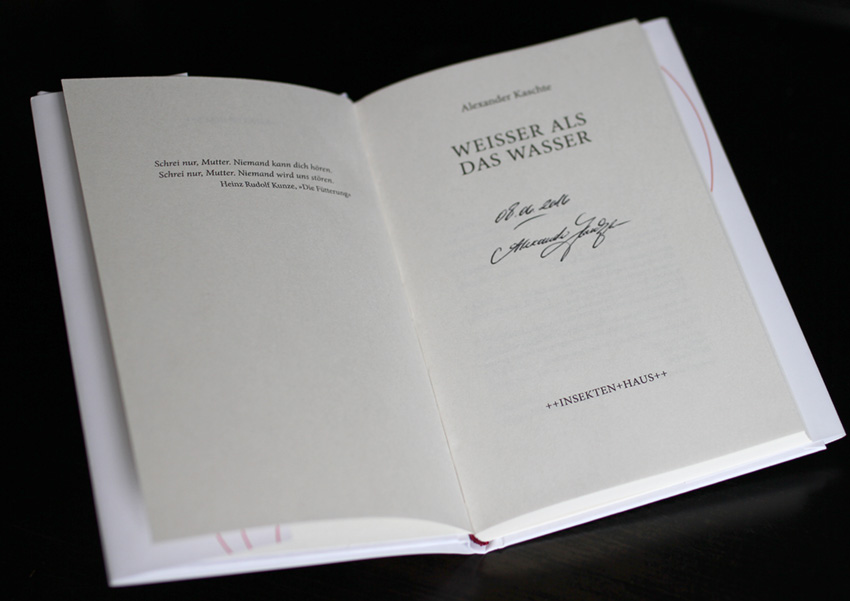 Schrei nur, Mutter. Niemand kann dich hören.
Schrei nur, Mutter. Niemand wird uns stören.
Heinz Rudolf Kunze, »Die Fütterung«
Alexander Kaschte
WEISSER ALS
DAS WASSER
Alexander
++INSEKTEN+HAUS++